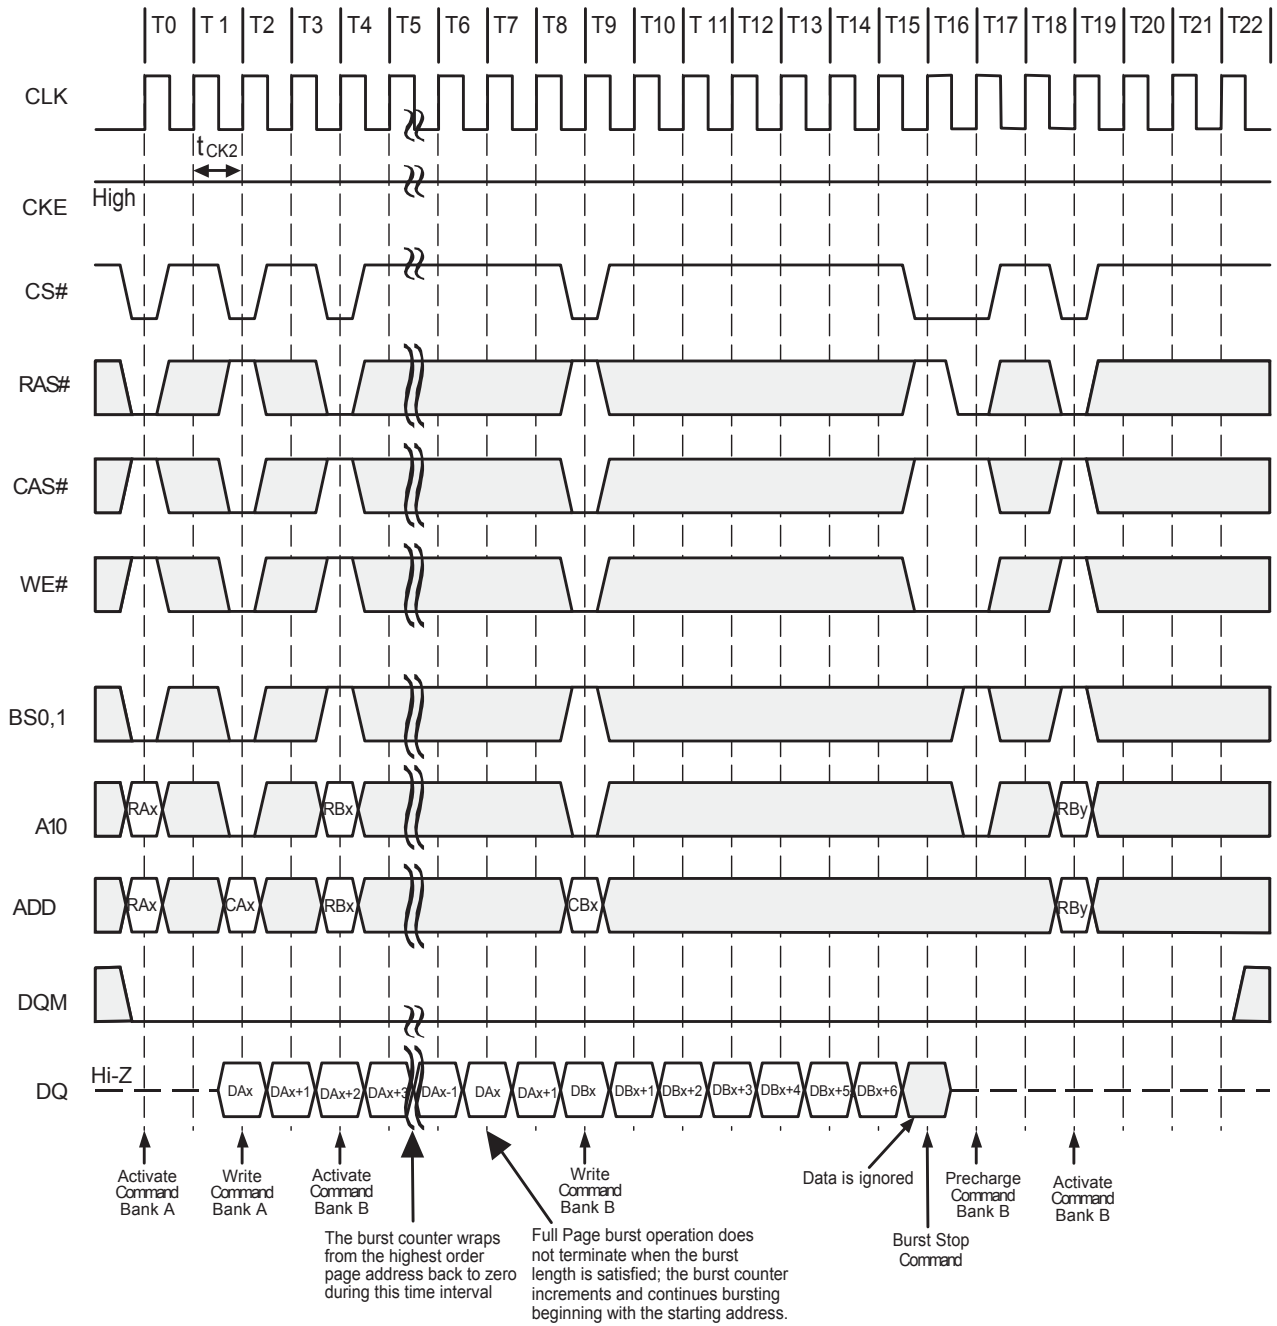 T0 T 1 T2 T3 T4 T5 T6 T7 T8 T9 T10 T 11 T12 T13 T14 T15 T16 T17 T18 T19 T20 T21 T22
CLK
tCK2
High
CKE
CS#
RAS#
CAS#
WE#
BS0,1
A10
RAx RBx RBy
ADD
RAx CAx RBx CBx RBy
DQM
Hi-Z
DQ
DAx DAx+1 DAx+2 DAx+3 DAx-1 DAx DAx+1 DBx DBx+1 DBx+2 DBx+3 DBx+4 DBx+5 DBx+6
Activate
Command
Bank A
Write
Command
Bank A
Activate
Command
Bank B
The burst counter wraps
from the highest order
page address back to zero
during this time interval
Full Page burst operation does
not terminate when the burst
length is satisfied; the burst counter
increments and continues bursting
beginning with the starting address.
Write
Command
Bank B
Data is ignored
Burst Stop
Command
Precharge
Command
Bank B
Activate
Command
Bank B